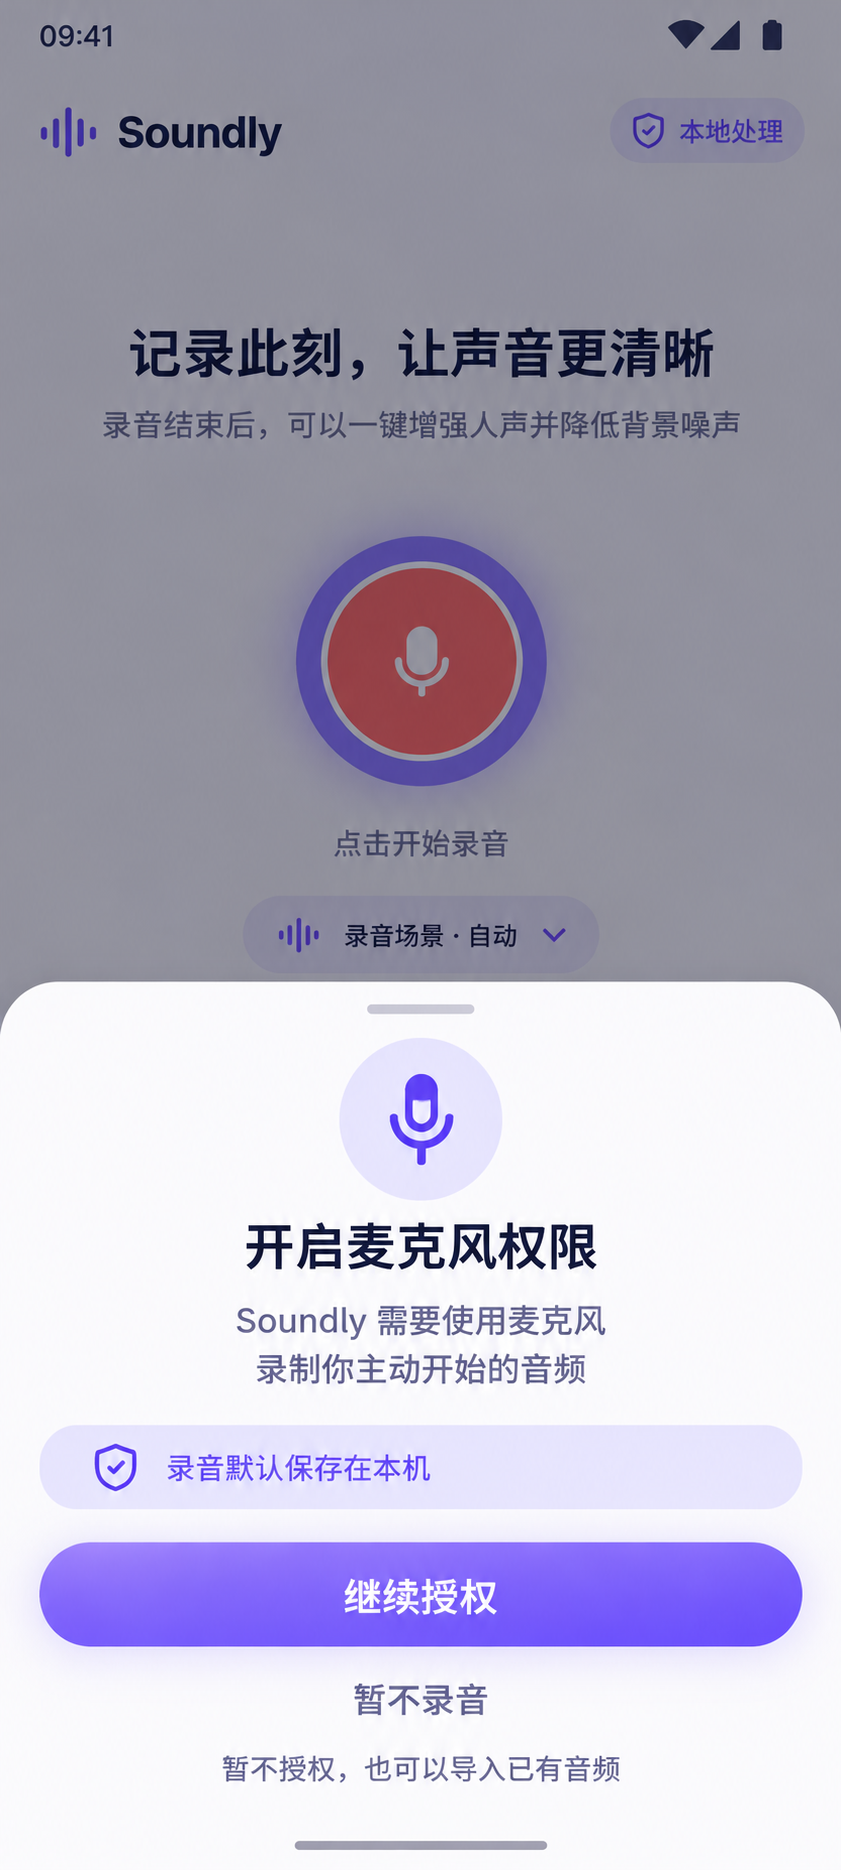 09:41
Soundly
本地处理
记录此刻，让声音更清晰
录音结束后，可以一键增强人声并降低背景噪声
点击开始录音
录音场景 · 自动
开启麦克风权限
Soundly 需要使用麦克风
录制你主动开始的音频
录音默认保存在本机
继续授权
暂不录音
暂不授权，也可以导入已有音频